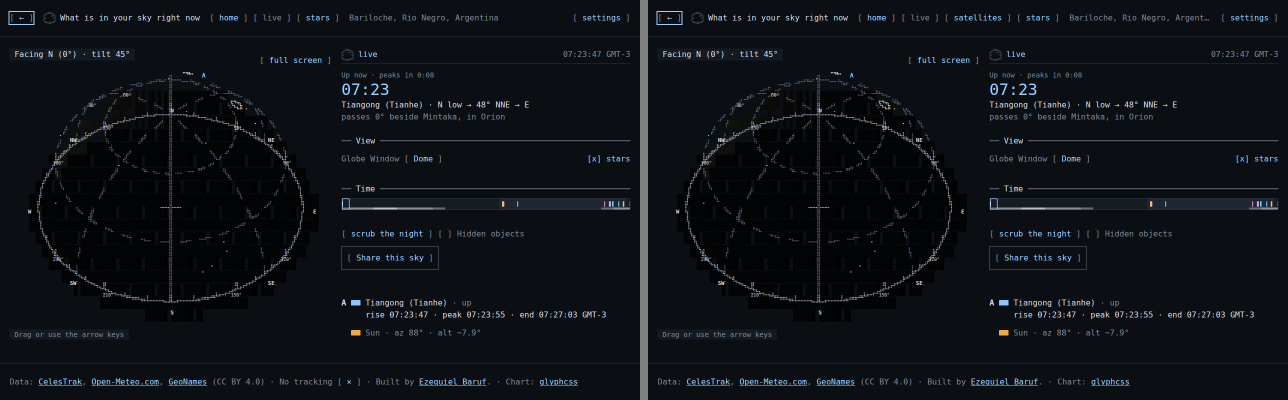 [ ← ] What is in your sky right now [ home ] [ live ] [ stars ] Bariloche, Rio Negro, Argentina [ settings ]
Facing N (0°) · tilt 45°
[ full screen ]
A
N
NW
NE
W
E
SW
SE
S
Drag or use the arrow keys
live 07:23:47 GMT-3
Up now · peaks in 0:08
07:23
Tiangong (Tianhe) · N low → 48° NNE → E
passes 0° beside Mintaka, in Orion
View
Globe Window [ Dome ] [x] stars
Time
[ scrub the night ] [ ] Hidden objects
[ Share this sky ]
A Tiangong (Tianhe) · up
rise 07:23:47 · peak 07:23:55 · end 07:27:03 GMT-3
Sun · az 88° · alt −7.9°
Data: CelesTrak, Open-Meteo.com, GeoNames (CC BY 4.0) · No tracking [ × ] · Built by Ezequiel Baruf. · Chart: glyphcss
[ ← ] What is in your sky right now [ home ] [ live ] [ satellites ] [ stars ] Bariloche, Rio Negro, Argent… [ settings ]
Facing N (0°) · tilt 45°
[ full screen ]
A
N
NW
NE
W
E
SW
SE
S
Drag or use the arrow keys
live 07:23:47 GMT-3
Up now · peaks in 0:08
07:23
Tiangong (Tianhe) · N low → 48° NNE → E
passes 0° beside Mintaka, in Orion
View
Globe Window [ Dome ] [x] stars
Time
[ scrub the night ] [ ] Hidden objects
[ Share this sky ]
A Tiangong (Tianhe) · up
rise 07:23:47 · peak 07:23:55 · end 07:27:03 GMT-3
Sun · az 88° · alt −7.9°
Data: CelesTrak, Open-Meteo.com, GeoNames (CC BY 4.0) · Built by Ezequiel Baruf. · Chart: glyphcss